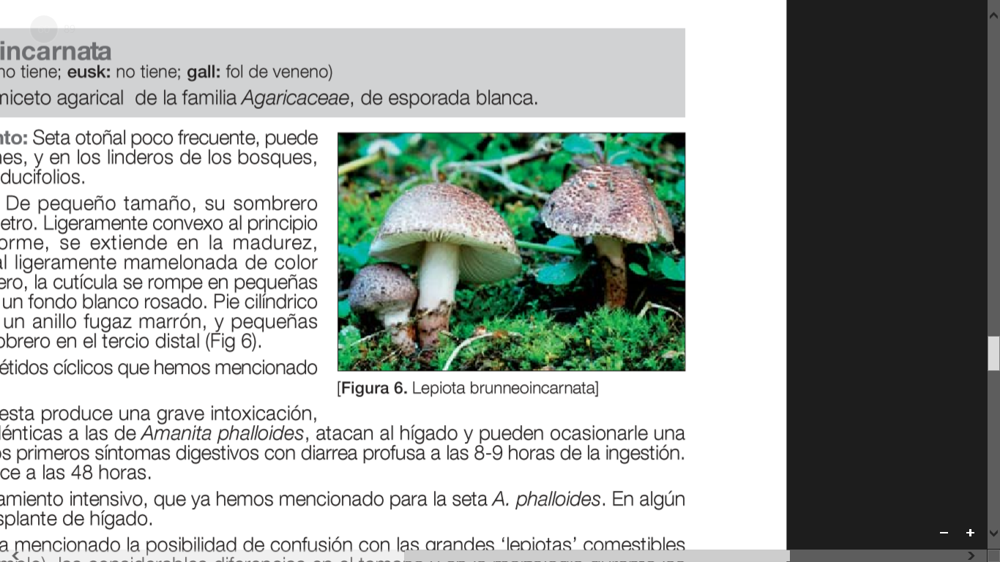 incarnata
no tiene; eusk: no tiene; gall: fol de veneno)
miceto agarical de la familia Agaricaceae, de esporada blanca.
nto: Seta otoñal poco frecuente, puede
nes, y en los linderos de los bosques,
ducifolios.
De pequeño tamaño, su sombrero
etro. Ligeramente convexo al principio
orme, se extiende en la madurez,
al ligeramente mamelonada de color
ero, la cutícula se rompe en pequeñas
un fondo blanco rosado. Pie cilíndrico
un anillo fugaz marrón, y pequeñas
obrero en el tercio distal (Fig 6).
étidos cíclicos que hemos mencionado
[Figura 6. Lepiota brunneoincarnata]
esta produce una grave intoxicación,
dénticas a las de Amanita phalloides, atacan al hígado y pueden ocasionarle una
os primeros síntomas digestivos con diarrea profusa a las 8-9 horas de la ingestión.
ce a las 48 horas.
amiento intensivo, que ya hemos mencionado para la seta A. phalloides. En algún
splante de hígado.
a mencionado la posibilidad de confusión con las grandes 'lepiotas' comestibles